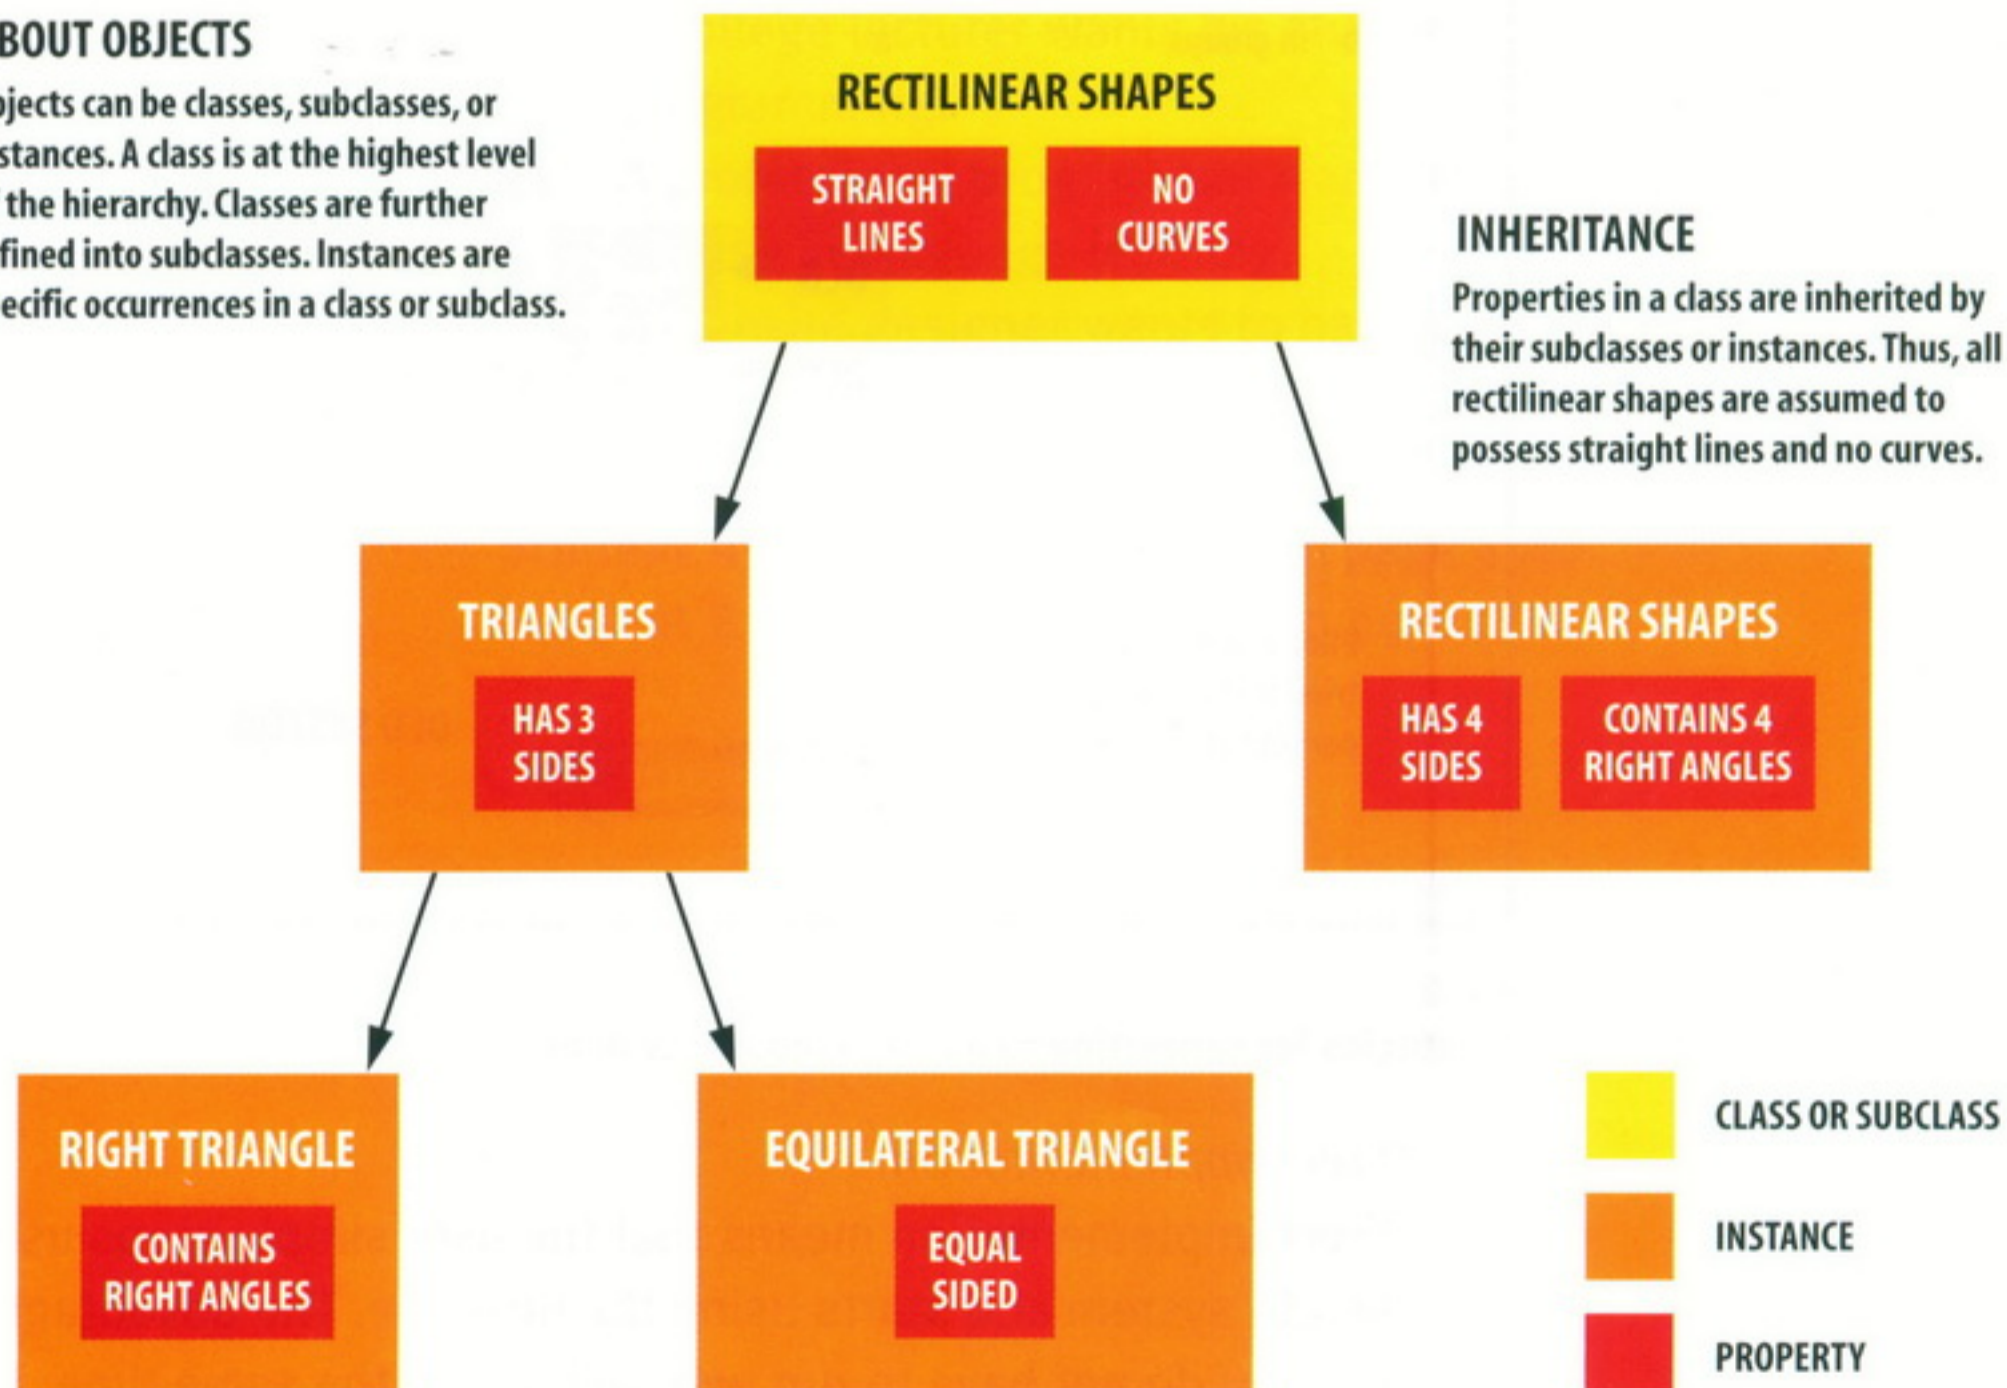 BOUT OBJECTS
jects can be classes, subclasses, or
stances. A class is at the highest level
the hierarchy. Classes are further
fined into subclasses. Instances are
ecific occurrences in a class or subclass.
RECTILINEAR SHAPES
STRAIGHT
LINES
NO
CURVES
INHERITANCE
Properties in a class are inherited by
their subclasses or instances. Thus, all
rectilinear shapes are assumed to
possess straight lines and no curves.
TRIANGLES
HAS 3
SIDES
RECTILINEAR SHAPES
HAS 4
SIDES
CONTAINS 4
RIGHT ANGLES
RIGHT TRIANGLE
CONTAINS
RIGHT ANGLES
EQUILATERAL TRIANGLE
EQUAL
SIDED
CLASS OR SUBCLASS
INSTANCE
PROPERTY